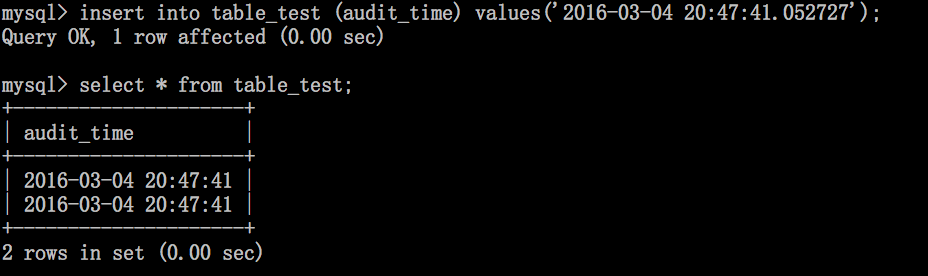 mysql> insert into table_test (audit_time) values('2016-03-04 20:47:41.052727');
Query OK, 1 row affected (0.00 sec)
mysql> select * from table_test;
+---------------------+
| audit_time          |
+---------------------+
| 2016-03-04 20:47:41 |
| 2016-03-04 20:47:41 |
+---------------------+
2 rows in set (0.00 sec)